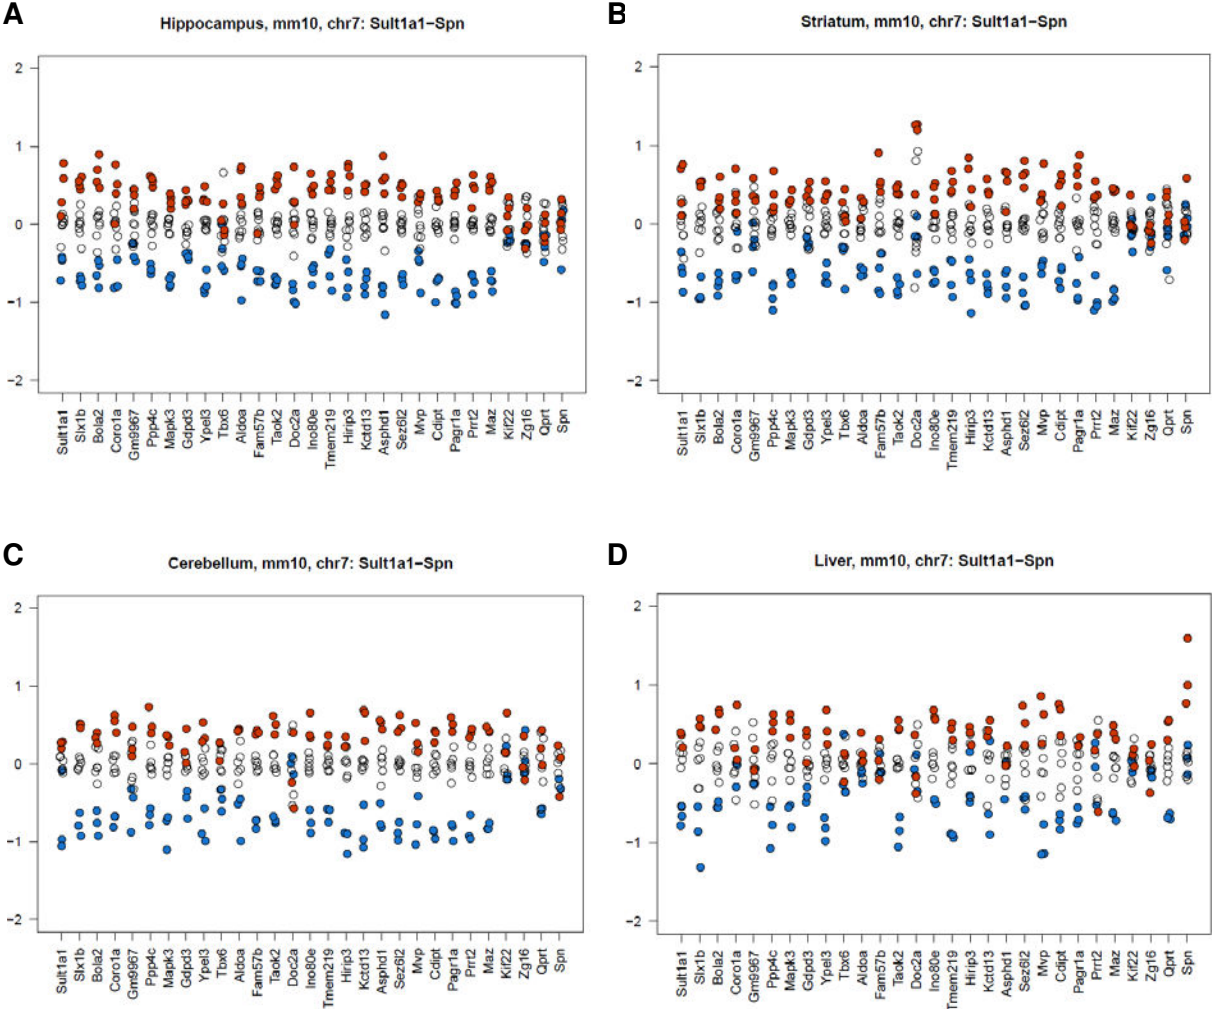 A
Hippocampus, mm10, chr7: Sult1a1−Spn
2
1
0
−1
−2
Sult1a1
Slx1b
Bola2
Coro1a
Gm9967
Ppp4c
Mapk3
Gdpd3
Ypel3
Tbx6
Aldoa
Fam57b
Taok2
Doc2a
Ino80e
Tmem219
Hirip3
Kctd13
Asphd1
Sez6l2
Mvp
Cdipt
Pagr1a
Prrt2
Maz
Kif22
Zg16
Qprt
Spn
B
Striatum, mm10, chr7: Sult1a1−Spn
2
1
0
−1
−2
Sult1a1
Slx1b
Bola2
Coro1a
Gm9967
Ppp4c
Mapk3
Gdpd3
Ypel3
Tbx6
Aldoa
Fam57b
Taok2
Doc2a
Ino80e
Tmem219
Hirip3
Kctd13
Asphd1
Sez6l2
Mvp
Cdipt
Pagr1a
Prrt2
Maz
Kif22
Zg16
Qprt
Spn
C
Cerebellum, mm10, chr7: Sult1a1−Spn
2
1
0
−1
−2
Sult1a1
Slx1b
Bola2
Coro1a
Gm9967
Ppp4c
Mapk3
Gdpd3
Ypel3
Tbx6
Aldoa
Fam57b
Taok2
Doc2a
Ino80e
Tmem219
Hirip3
Kctd13
Asphd1
Sez6l2
Mvp
Cdipt
Pagr1a
Prrt2
Maz
Kif22
Zg16
Qprt
Spn
D
Liver, mm10, chr7: Sult1a1−Spn
2
1
0
−1
−2
Sult1a1
Slx1b
Bola2
Coro1a
Gm9967
Ppp4c
Mapk3
Gdpd3
Ypel3
Tbx6
Aldoa
Fam57b
Taok2
Doc2a
Ino80e
Tmem219
Hirip3
Kctd13
Asphd1
Sez6l2
Mvp
Cdipt
Pagr1a
Prrt2
Maz
Kif22
Zg16
Qprt
Spn